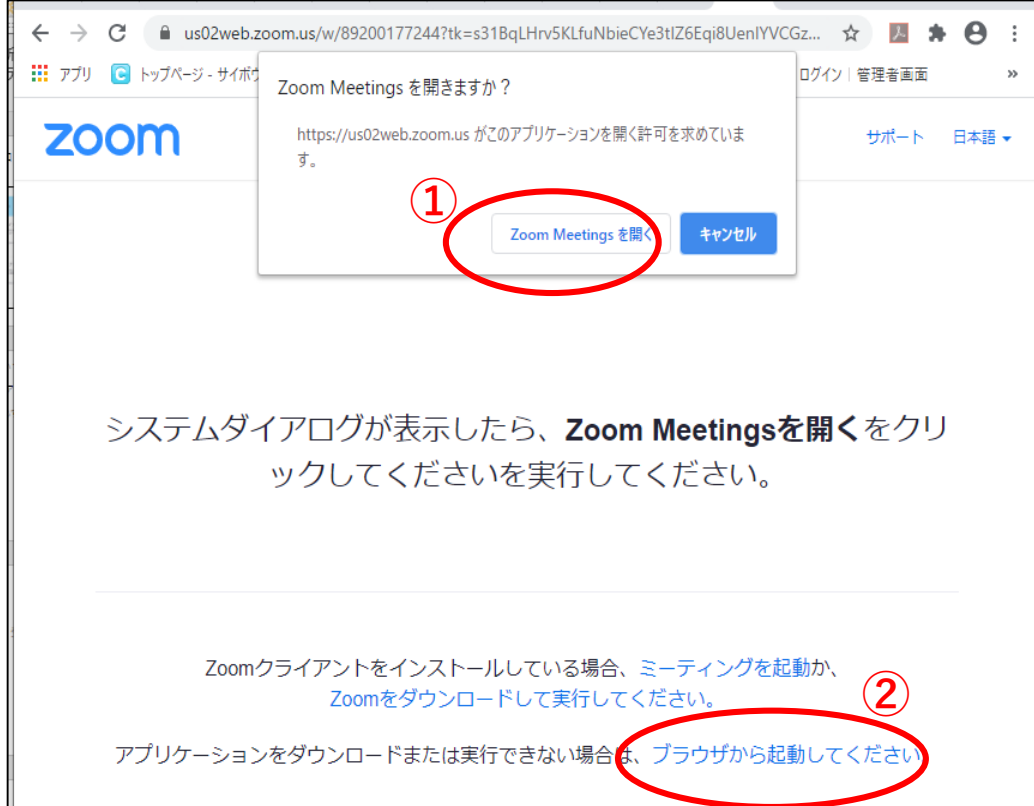 us02web.zoom.us/w/89200177244?tk=s31BqLHrv5KLfuNbieCYe3tIZ6Eqi8UenIYVCGz...
アプリ トップページ - サイボウ ログイン | 管理者画面 »
Zoom Meetings を開きますか？
https://us02web.zoom.us がこのアプリケーションを開く許可を求めていま
す。
zoom
サポート 日本語
①
Zoom Meetings を開く キャンセル
システムダイアログが表示したら、Zoom Meetingsを開くをクリ
ックしてくださいを実行してください。
Zoomクライアントをインストールしている場合、ミーティングを起動か、
Zoomをダウンロードして実行してください。
②
アプリケーションをダウンロードまたは実行できない場合は、ブラウザから起動してください